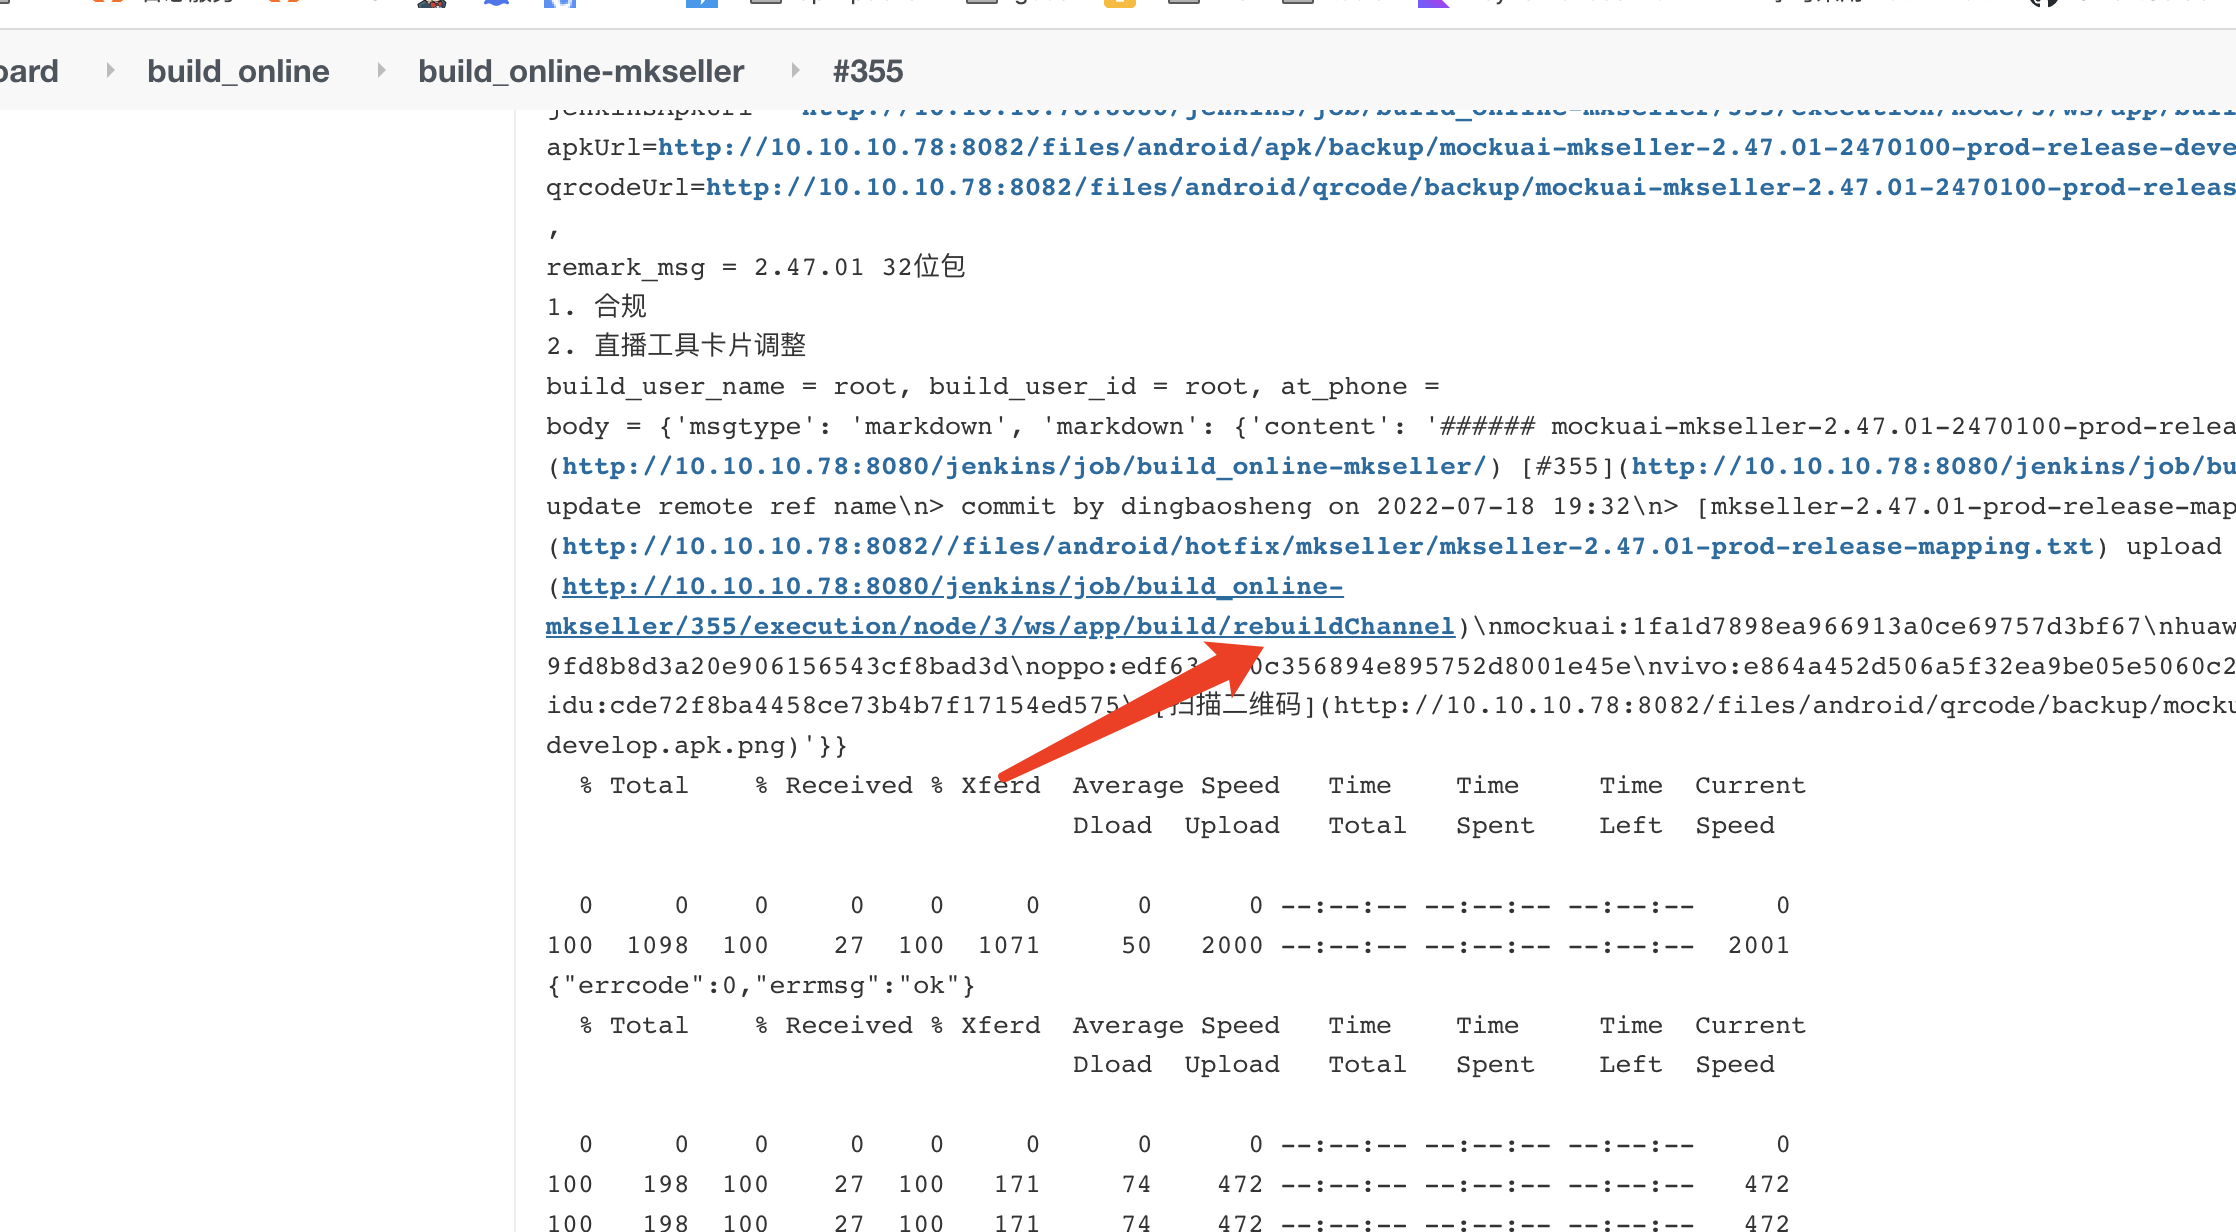 build_online
build_online-mkseller
#355
apkUrl=http://10.10.10.78:8082/files/android/apk/backup/mockuai-mkseller-2.47.01-2470100-prod-release-deve
qrcodeUrl=http://10.10.10.78:8082/files/android/qrcode/backup/mockuai-mkseller-2.47.01-2470100-prod-releas
,
remark_msg = 2.47.01 32位包
1. 合规
2. 直播工具卡片调整
build_user_name = root, build_user_id = root, at_phone =
body = {'msgtype': 'markdown', 'markdown': {'content': '###### mockuai-mkseller-2.47.01-2470100-prod-relea
(http://10.10.10.78:8080/jenkins/job/build_online-mkseller/) [#355](http://10.10.10.78:8080/jenkins/job/bu
update remote ref name\n> commit by dingbaosheng on 2022-07-18 19:32\n> [mkseller-2.47.01-prod-release-map
(http://10.10.10.78:8082//files/android/hotfix/mkseller/mkseller-2.47.01-prod-release-mapping.txt) upload
(http://10.10.10.78:8080/jenkins/job/build_online-
mkseller/355/execution/node/3/ws/app/build/rebuildChannel)\nmockuai:1fa1d7898ea966913a0ce69757d3bf67\nhuaw
9fd8b8d3a20e906156543cf8bad3d\noppo:edf63 0c356894e895752d8001e45e\nvivo:e864a452d506a5f32ea9be05e5060c2
idu:cde72f8ba4458ce73b4b7f17154ed575\ [扫描二维码](http://10.10.10.78:8082/files/android/qrcode/backup/mocku
develop.apk.png)'}}
% Total % Received % Xferd Average Speed Time Time Time Current
Dload Upload Total Spent Left Speed
0 0 0 0 0 0 0 0 --:--:-- --:--:-- --:--:-- 0
100 1098 100 27 100 1071 50 2000 --:--:-- --:--:-- --:--:-- 2001
{"errcode":0,"errmsg":"ok"}
% Total % Received % Xferd Average Speed Time Time Time Current
Dload Upload Total Spent Left Speed
0 0 0 0 0 0 0 0 --:--:-- --:--:-- --:--:-- 0
100 198 100 27 100 171 74 472 --:--:-- --:--:-- --:--:-- 472
100 198 100 27 100 171 74 472 --:--:-- --:--:-- --:--:-- 472